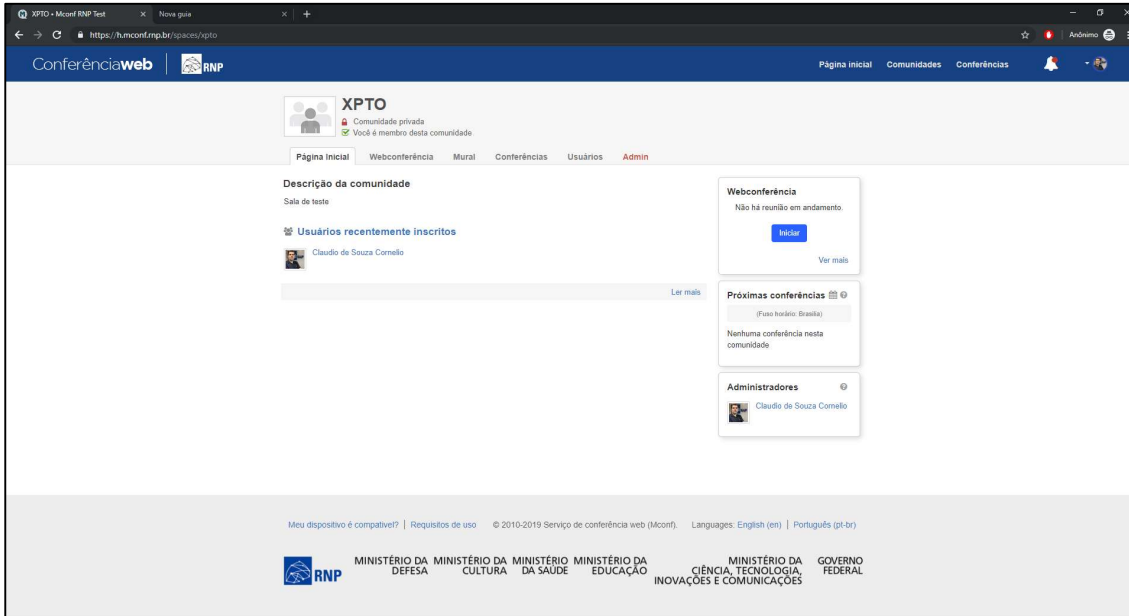 XPTO • Mconf RNP Test
Nova guia
https://h.mconf.rnp.br/spaces/xpto
Anônimo
Conferênciaweb
RNP
Página inicial
Comunidades
Conferências
XPTO
Comunidade privada
Você é membro desta comunidade
Página Inicial
Webconferência
Mural
Conferências
Usuários
Admin
Descrição da comunidade
Sala de teste
Usuários recentemente inscritos
Claudio de Souza Cornelio
Ler mais
Webconferência
Não há reunião em andamento.
Iniciar
Ver mais
Próximas conferências
(Fuso horário: Brasilia)
Nenhuma conferência nesta
comunidade
Administradores
Claudio de Souza Cornelio
Meu dispositivo é compatível? | Requisitos de uso © 2010-2019 Serviço de conferência web (Mconf). Languages: English (en) | Português (pt-br)
RNP
MINISTÉRIO DA
DEFESA
MINISTÉRIO DA
CULTURA
MINISTÉRIO
DA SAÚDE
MINISTÉRIO DA
EDUCAÇÃO
MINISTÉRIO DA
CIÊNCIA, TECNOLOGIA,
INOVAÇÕES E COMUNICAÇÕES
GOVERNO
FEDERAL